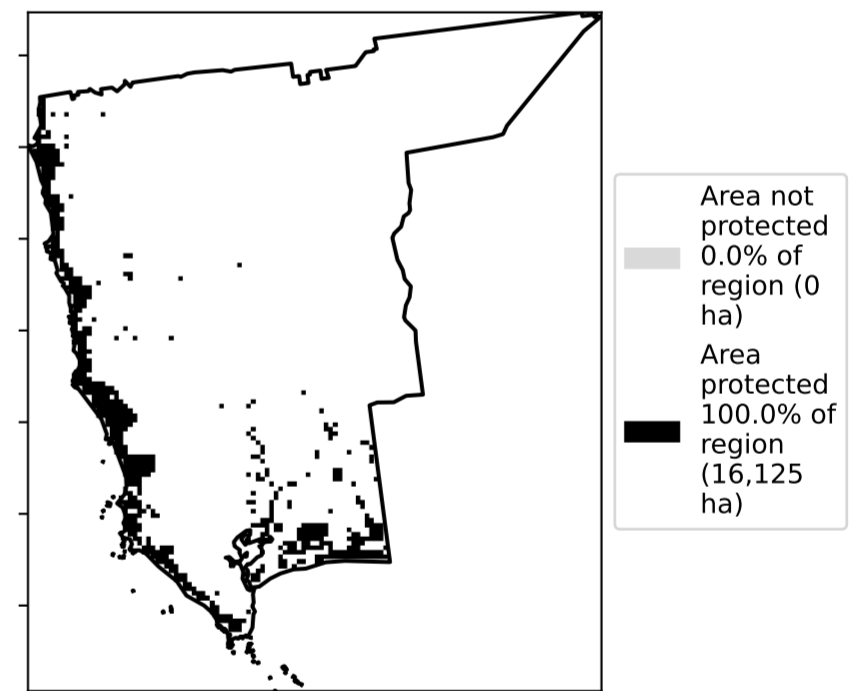 Area not
protected
0.0% of
region (0
ha)
Area
protected
100.0% of
region
(16,125
ha)